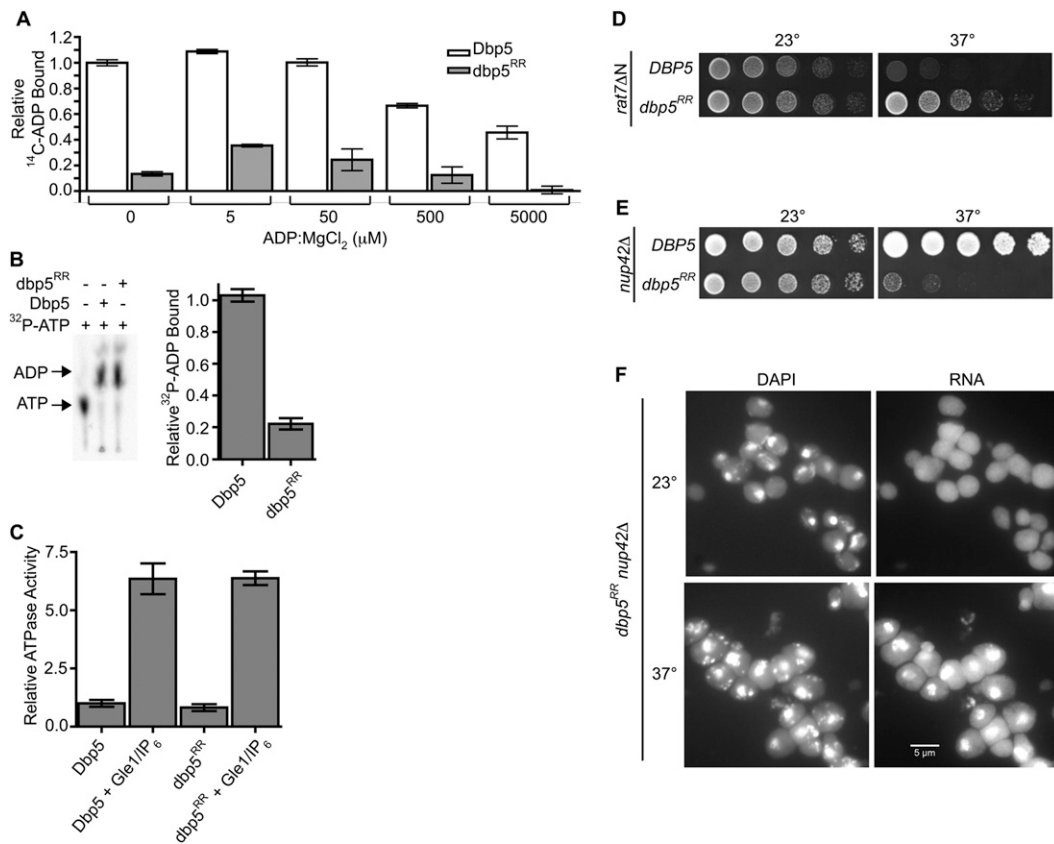 A
Relative
¹⁴C-ADP Bound
1.2
1.0
0.8
0.6
0.4
0.2
0.0
Dbp5
dbp5ᴿᴿ
0 5 50 500 5000
ADP:MgCl₂ (μM)
B
dbp5ᴿᴿ - - +
Dbp5 - + -
³²P-ATP + + +
ADP
ATP
Relative³²P-ADP Bound
1.0
0.8
0.6
0.4
0.2
0.0
Dbp5
dbp5ᴿᴿ
C
Relative ATPase Activity
7.5
5.0
2.5
0.0
Dbp5
Dbp5 + Gle1/IP₆
dbp5ᴿᴿ
dbp5ᴿᴿ + Gle1/IP₆
D
23° 37°
rat7ΔN
DBP5
dbp5ᴿᴿ
E
23° 37°
nup42Δ
DBP5
dbp5ᴿᴿ
F
DAPI RNA
dbp5ᴿᴿ nup42Δ
23°
37°
5 μm